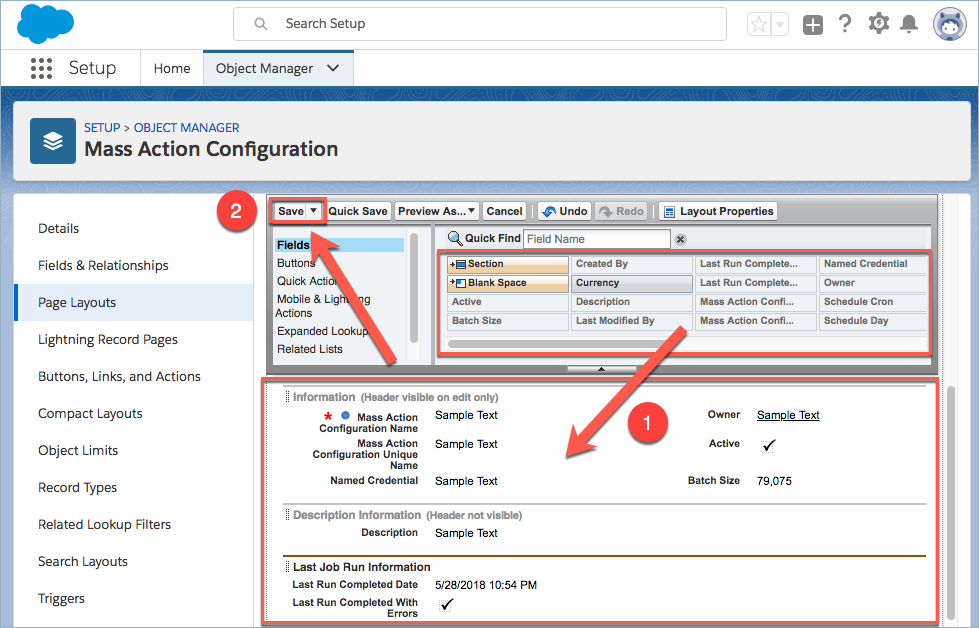 Search Setup
Setup
Home
Object Manager
SETUP > OBJECT MANAGER
Mass Action Configuration
Details
Fields & Relationships
Page Layouts
Lightning Record Pages
Buttons, Links, and Actions
Compact Layouts
Object Limits
Record Types
Related Lookup Filters
Search Layouts
Triggers
2
Save Quick Save Preview As... Cancel Undo Redo Layout Properties
Fields
Buttons
Quick Actions
Mobile & Lightning
Actions
Expanded Lookup
Related Lists
Quick Find Field Name
Section Created By Last Run Complete... Named Credential
Blank Space Currency Last Run Complete... Owner
Active Description Mass Action Confi... Schedule Cron
Batch Size Last Modified By Mass Action Confi... Schedule Day
1
Information (Header visible on edit only)
* Mass Action Sample Text Owner Sample Text
Configuration Name
Mass Action Sample Text Active
Configuration Unique
Name
Named Credential Sample Text Batch Size 79,075
Description Information (Header not visible)
Description Sample Text
Last Job Run Information
Last Run Completed Date 5/28/2018 10:54 PM
Last Run Completed With
Errors